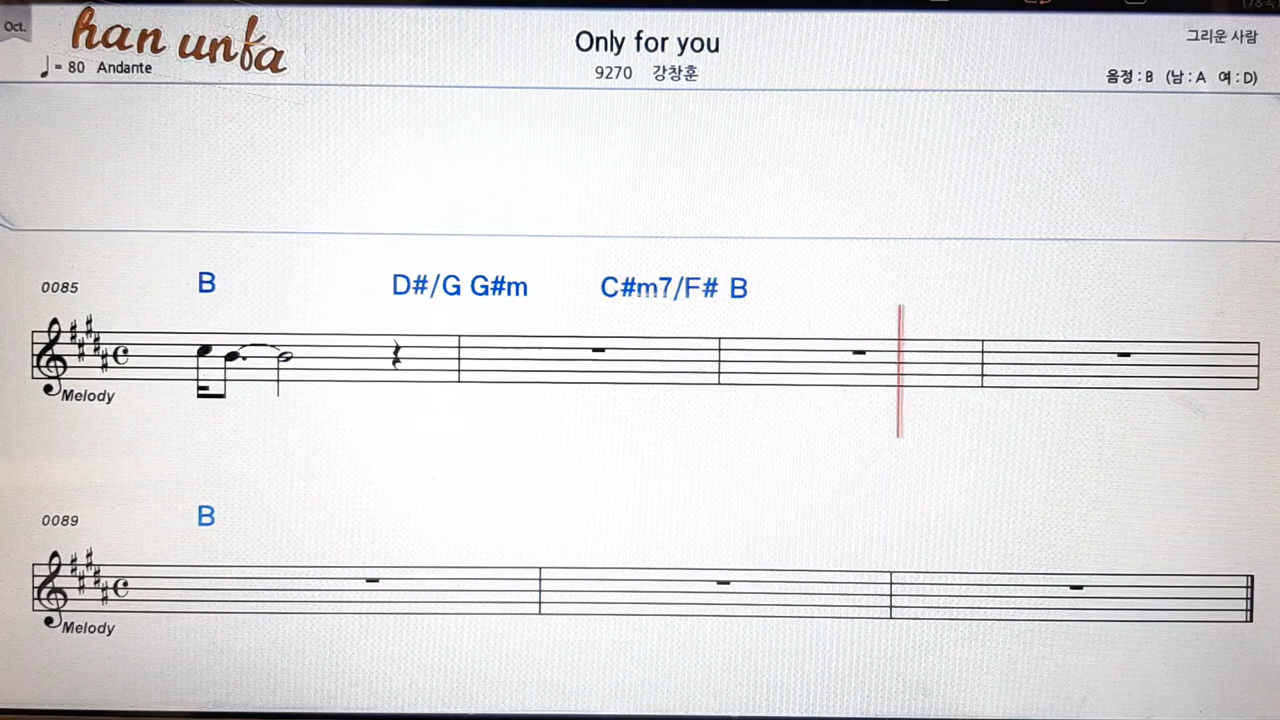 Oct.
han unfa
♩= 80 Andante
Only for you
9270 강창훈
그리운 사람
음정 : B (남 : A 여 : D)
0085 B D#/G G#m C#m7/F# B
Melody
0089 B
Melody